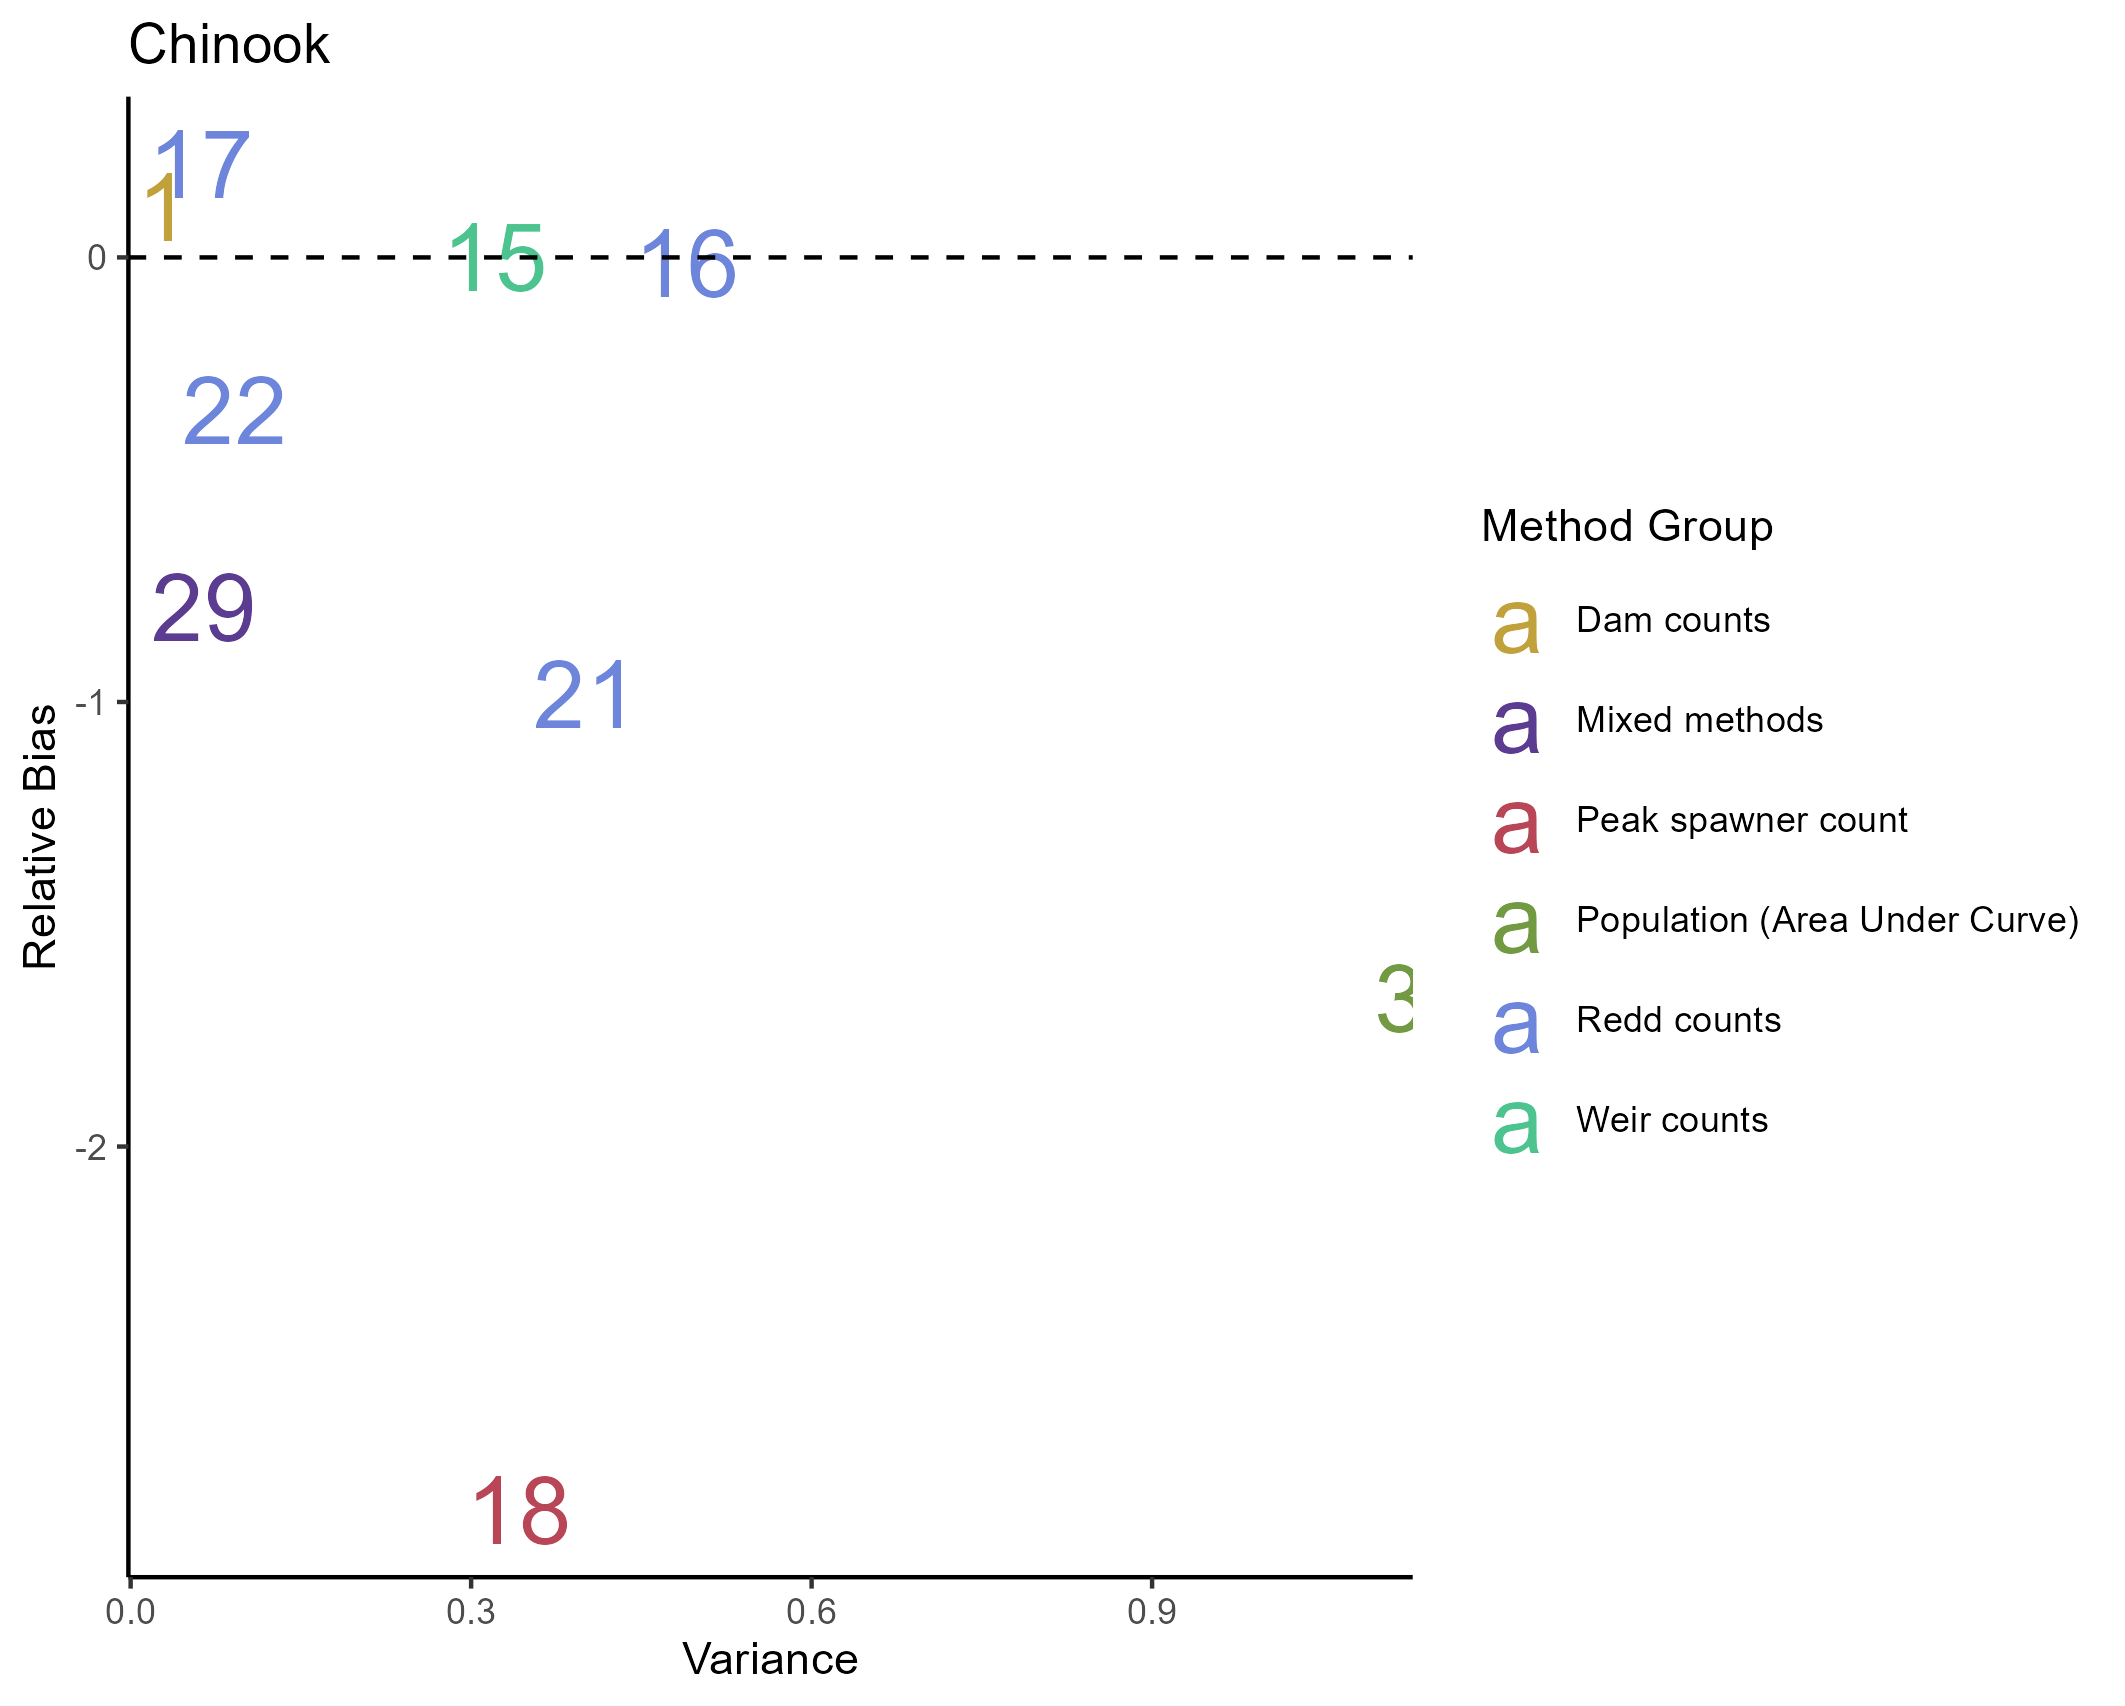 Chinook
17
1
0
15
16
22
29
-1
21
3
-2
18
0.0
0.3
0.6
0.9
Variance
Relative Bias
Method Group
a Dam counts
a Mixed methods
a Peak spawner count
a Population (Area Under Curve)
a Redd counts
a Weir counts